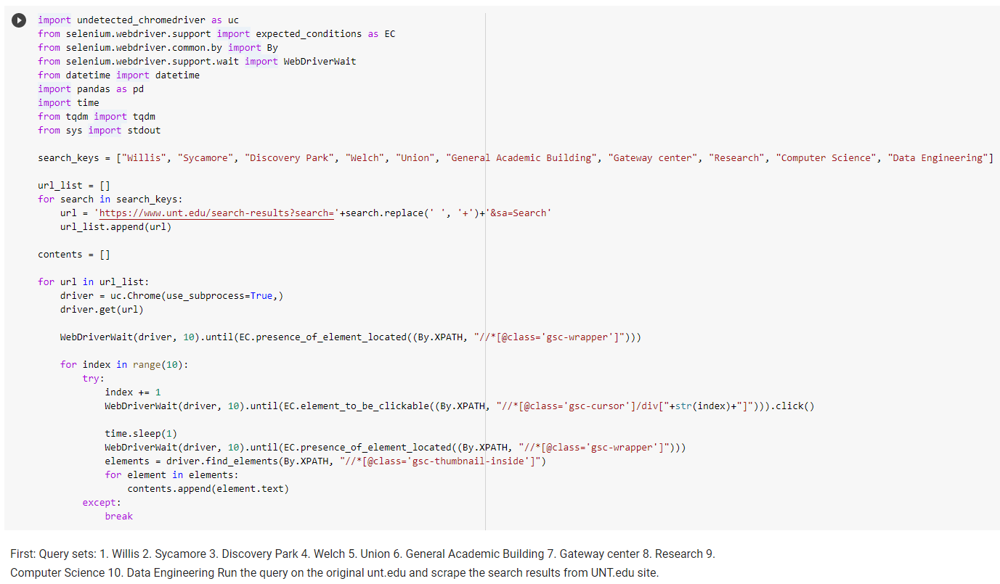 import undetected_chromedriver as uc
from selenium.webdriver.support import expected_conditions as EC
from selenium.webdriver.common.by import By
from selenium.webdriver.support.wait import WebDriverWait
from datetime import datetime
import pandas as pd
import time
from tqdm import tqdm
from sys import stdout

search_keys = ["Willis", "Sycamore", "Discovery Park", "Welch", "Union", "General Academic Building", "Gateway center", "Research", "Computer Science", "Data Engineering"]

url_list = []
for search in search_keys:
    url = 'https://www.unt.edu/search-results?search='+search.replace(' ', '+')+'&sa=Search'
    url_list.append(url)

contents = []

for url in url_list:
    driver = uc.Chrome(use_subprocess=True,)
    driver.get(url)

    WebDriverWait(driver, 10).until(EC.presence_of_element_located((By.XPATH, "//*[@class='gsc-wrapper']")))

    for index in range(10):
        try:
            index += 1
            WebDriverWait(driver, 10).until(EC.element_to_be_clickable((By.XPATH, "//*[@class='gsc-cursor']/div["+str(index)+"]"))).click()

            time.sleep(1)
            WebDriverWait(driver, 10).until(EC.presence_of_element_located((By.XPATH, "//*[@class='gsc-wrapper']")))
            elements = driver.find_elements(By.XPATH, "//*[@class='gsc-thumbnail-inside']")
            for element in elements:
                contents.append(element.text)
        except:
            break

First: Query sets: 1. Willis 2. Sycamore 3. Discovery Park 4. Welch 5. Union 6. General Academic Building 7. Gateway center 8. Research 9.
Computer Science 10. Data Engineering Run the query on the original unt.edu and scrape the search results from UNT.edu site.